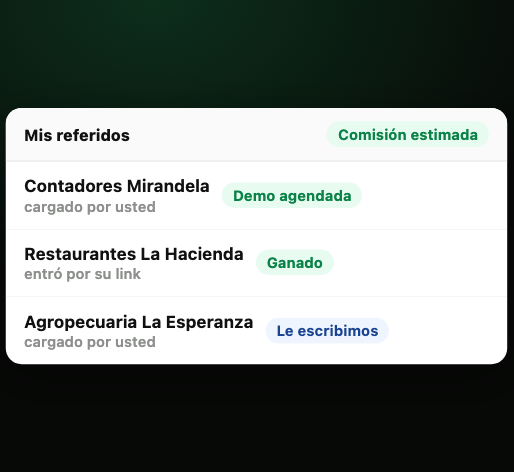 Mis referidos
Comisión estimada
Contadores Mirandela
Demo agendada
cargado por usted
Restaurantes La Hacienda
Ganado
entró por su link
Agropecuaria La Esperanza
Le escribimos
cargado por usted